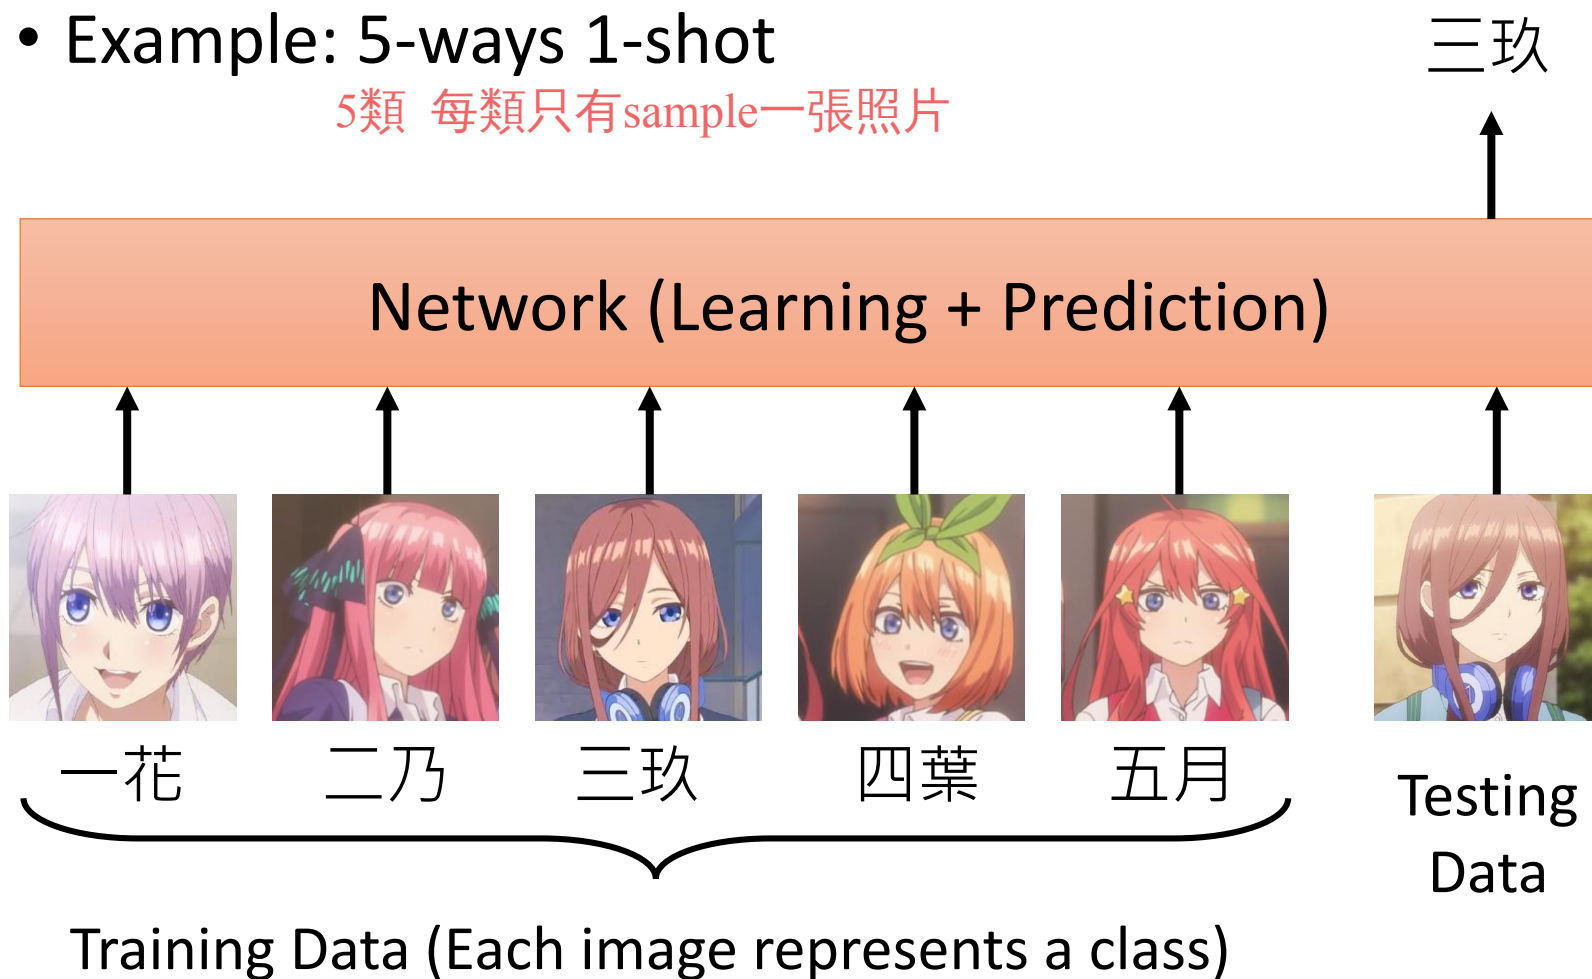 • Example: 5-ways 1-shot
三玖
5類 每類只有sample一張照片
Network (Learning + Prediction)
一花
二乃
三玖
四葉
五月
Testing
Data
Training Data (Each image represents a class)